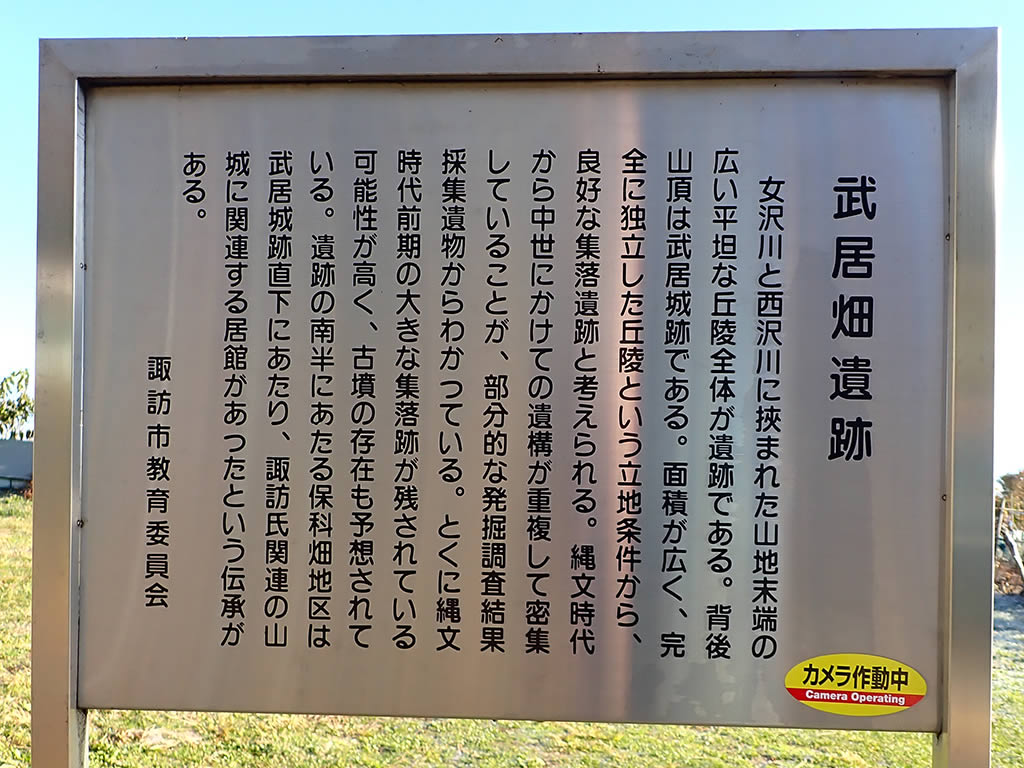 武居畑遺跡
女沢川と西沢川に挾まれた山地末端の
広い平坦な丘陵全体が遺跡である。背後
山頂は武居城跡である。面積が広く、完
全に独立した丘陵という立地条件から、
良好な集落遺跡と考えられる。縄文時代
から中世にかけての遺構が重複して密集
していることが、部分的な発掘調査結果
採集遺物からわかつている。とくに縄文
時代前期の大きな集落跡が残されている
可能性が高く、古墳の存在も予想されて
いる。遺跡の南半にあたる保科畑地区は
武居城跡直下にあたり、諏訪氏関連の山
城に関連する居館があつたという伝承が
ある。
諏訪市教育委員会
カメラ作動中
Camera Operating